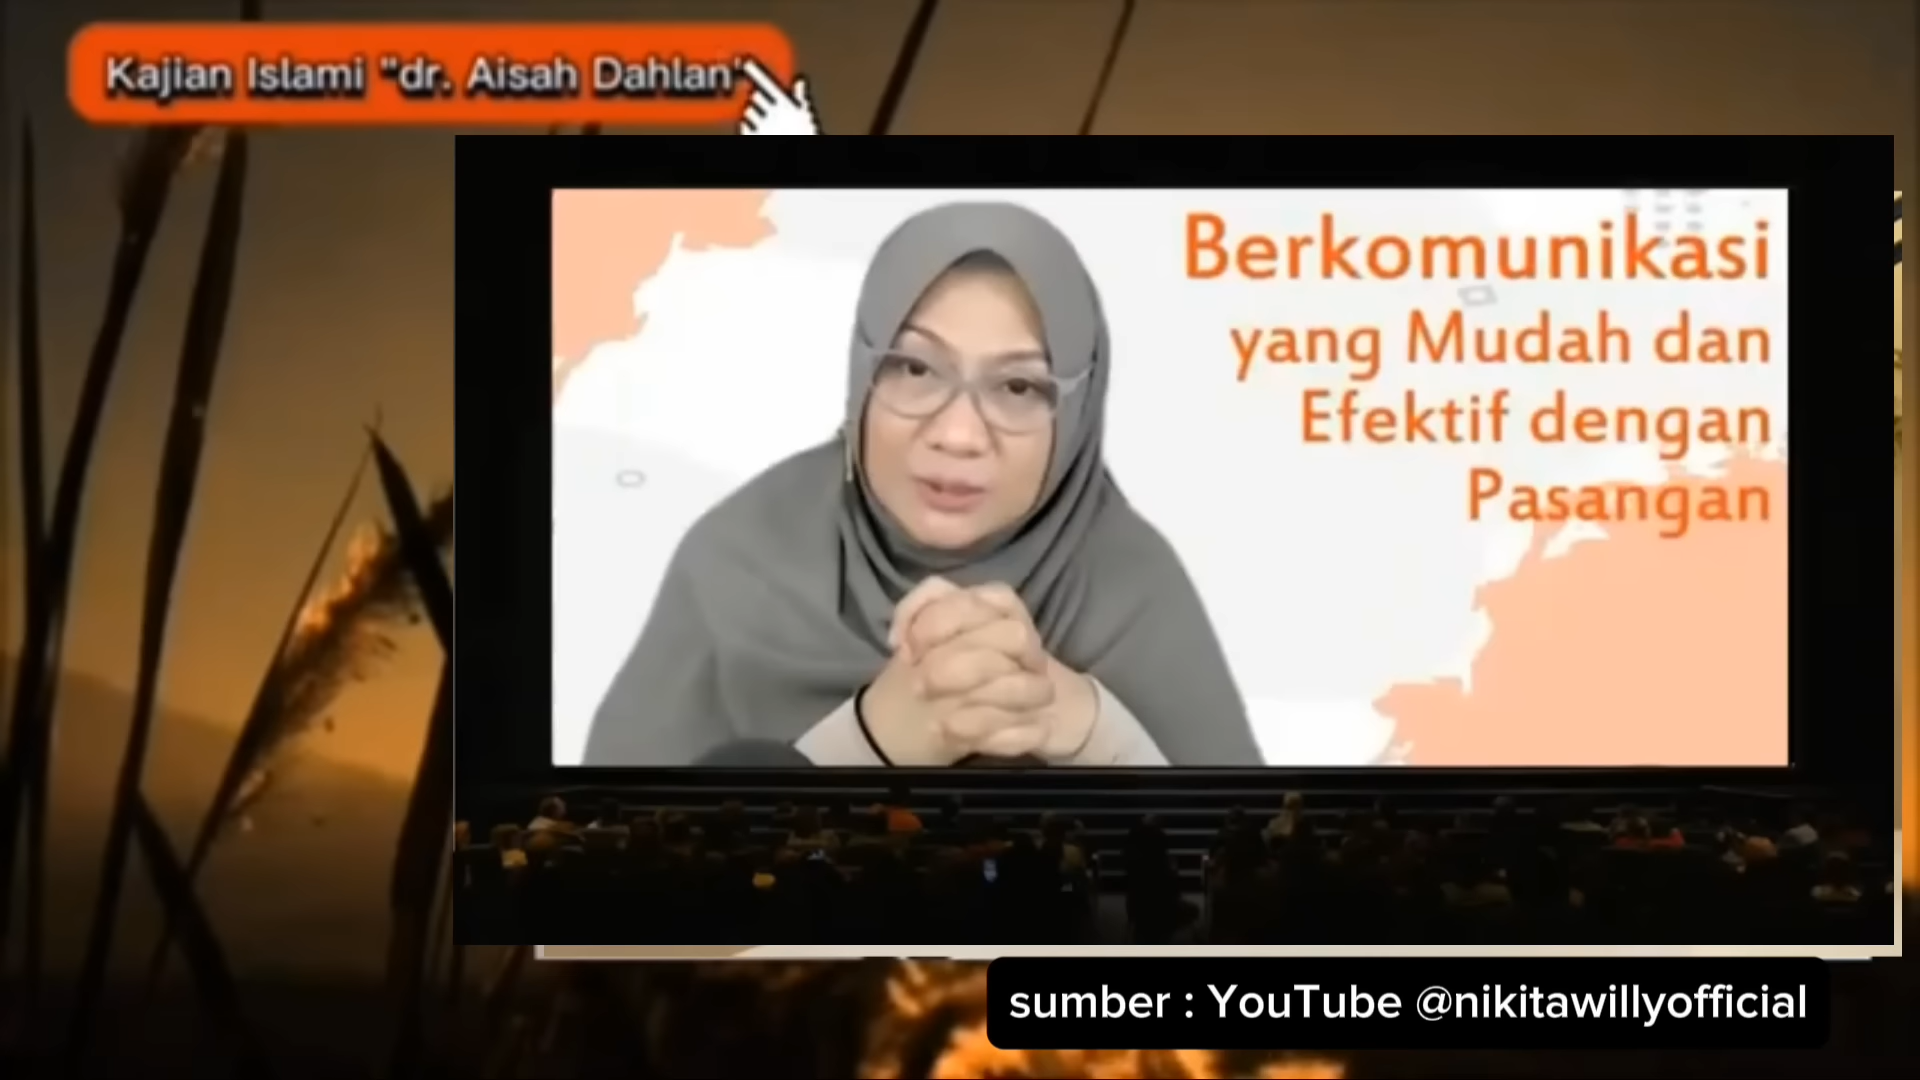 Kajian Islami "dr. Aisah Dahlan"
Berkomunikasi
yang Mudah dan
Efektif dengan
Pasangan
sumber : YouTube @nikitawillyofficial